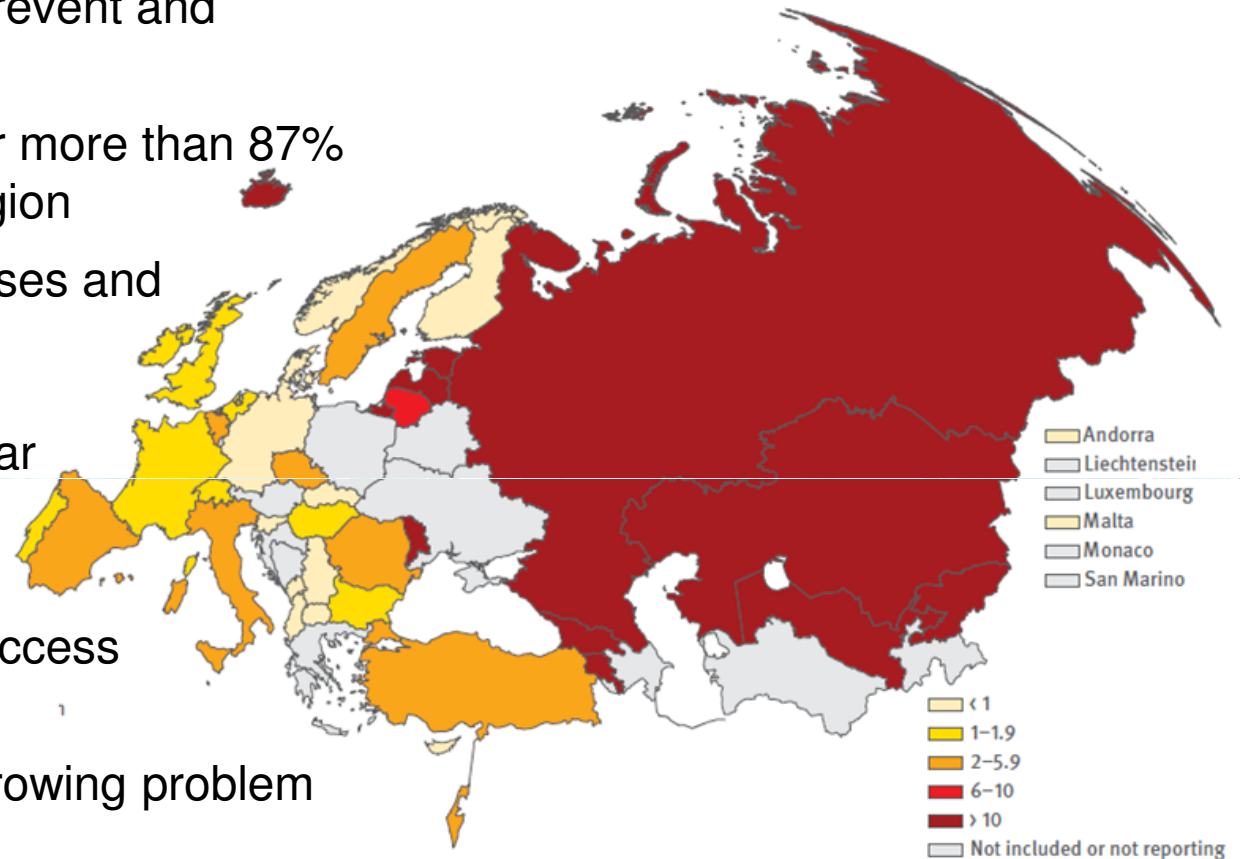 revent and
r more than 87%
gion
ses and
ar
ccess
rowing problem
Andorra
Liechtenstein
Luxembourg
Malta
Monaco
San Marino
< 1
1–1.9
2–5.9
6–10
> 10
Not included or not reporting